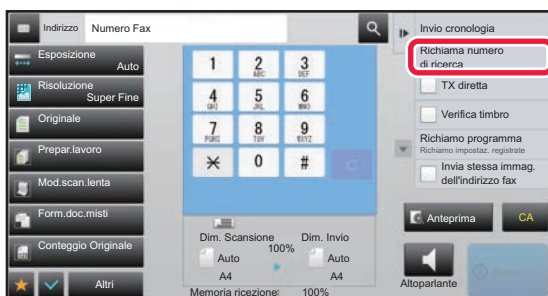 Indirizzo
Numero Fax
Esposizione
Auto
Risoluzione
Super Fine
Originale
Prepar.lavoro
Mod.scan.lenta
Form.doc.misti
Conteggio Originale
Altri
1
2
ABC
3
DEF
4
GHI
5
JKL
6
MNO
7
PQRS
8
TUV
9
WXYZ
0
#
C
Dim. Scansione
Dim. Invio
100%
Auto
Auto
A4
A4
Memoria ricezione:
100%
Invio cronologia
Richiama numero
di ricerca
TX diretta
Verifica timbro
Richiamo programma
Richiamo impostaz. registrate
Invia stessa immag.
dell'indirizzo fax
Anteprima
CA
Altoparlante
Avvio